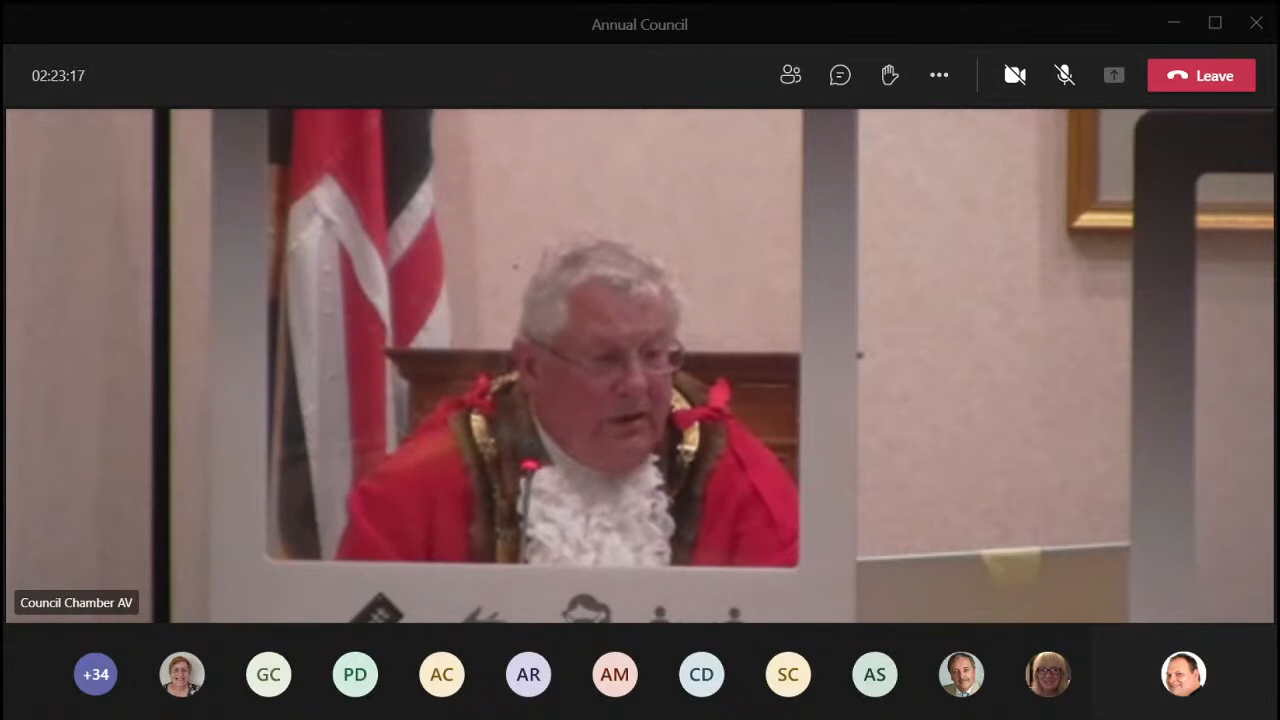 Annual Council
02:23:17
Leave
Council Chamber AV
+34
GC
PD
AC
AR
AM
CD
SC
AS